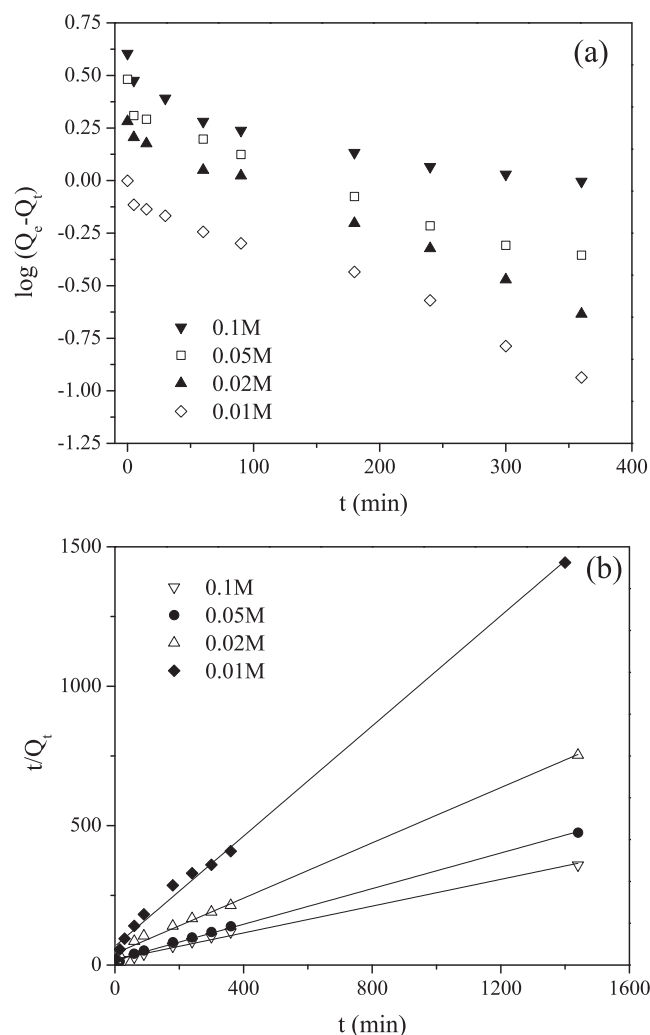 (a)
0.75
0.50
0.25
0.00
-0.25
-0.50
-0.75
-1.00
-1.25
log (Qe-Qt)
0.1M
0.05M
0.02M
0.01M
0 100 200 300 400
t (min)
(b)
1500
1000
500
0
t/Qt
0.1M
0.05M
0.02M
0.01M
0 400 800 1200 1600
t (min)